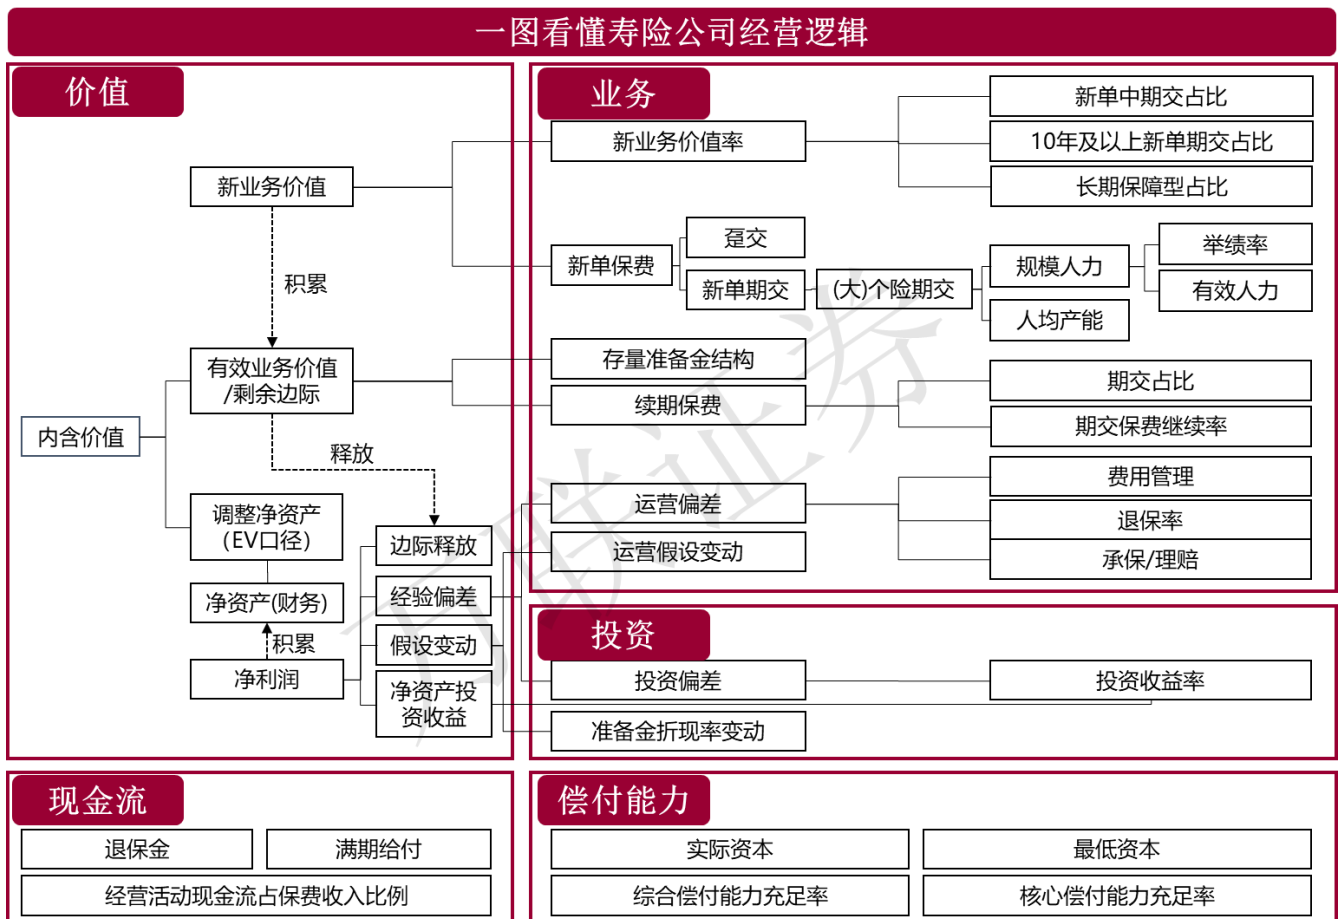 一图看懂寿险公司经营逻辑
价值
新业务价值
积累
有效业务价值
/剩余边际
内含价值
释放
调整净资产
（EV口径）
边际释放
经验偏差
净资产(财务)
积累
假设变动
净利润
净资产投
资收益
业务
新业务价值率
新单中期交占比
10年及以上新单期交占比
长期保障型占比
新单保费
趸交
新单期交
(大)个险期交
规模人力
人均产能
举绩率
有效人力
存量准备金结构
续期保费
期交占比
期交保费继续率
运营偏差
费用管理
退保率
承保/理赔
运营假设变动
投资
投资偏差
投资收益率
准备金折现率变动
现金流
退保金
满期给付
经营活动现金流占保费收入比例
偿付能力
实际资本
最低资本
综合偿付能力充足率
核心偿付能力充足率
万联证券